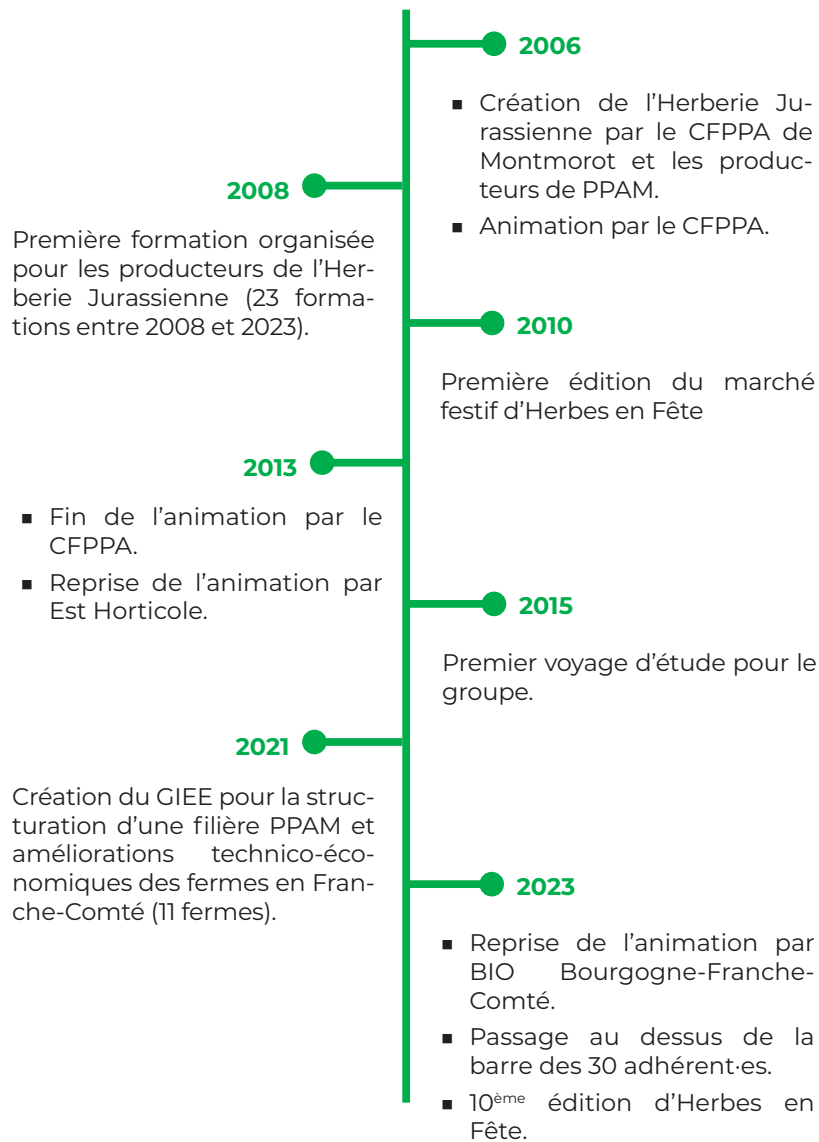 2006
■ Création de l’Herberie Ju-
rassienne par le CFPPA de
Montmorot et les produc-
teurs de PPAM.
■ Animation par le CFPPA.
2008
Première formation organisée
pour les producteurs de l’Her-
berie Jurassienne (23 forma-
tions entre 2008 et 2023).
2010
Première édition du marché
festif d’Herbes en Fête
2013
■ Fin de l’animation par le
CFPPA.
■ Reprise de l’animation par
Est Horticole.
2015
Premier voyage d’étude pour le
groupe.
2021
Création du GIEE pour la struc-
turation d’une filière PPAM et
améliorations technico-éco-
nomiques des fermes en Fran-
che-Comté (11 fermes).
2023
■ Reprise de l’animation par
BIO Bourgogne-Franche-
Comté.
■ Passage au dessus de la
barre des 30 adhérent·es.
■ 10ème édition d’Herbes en
Fête.